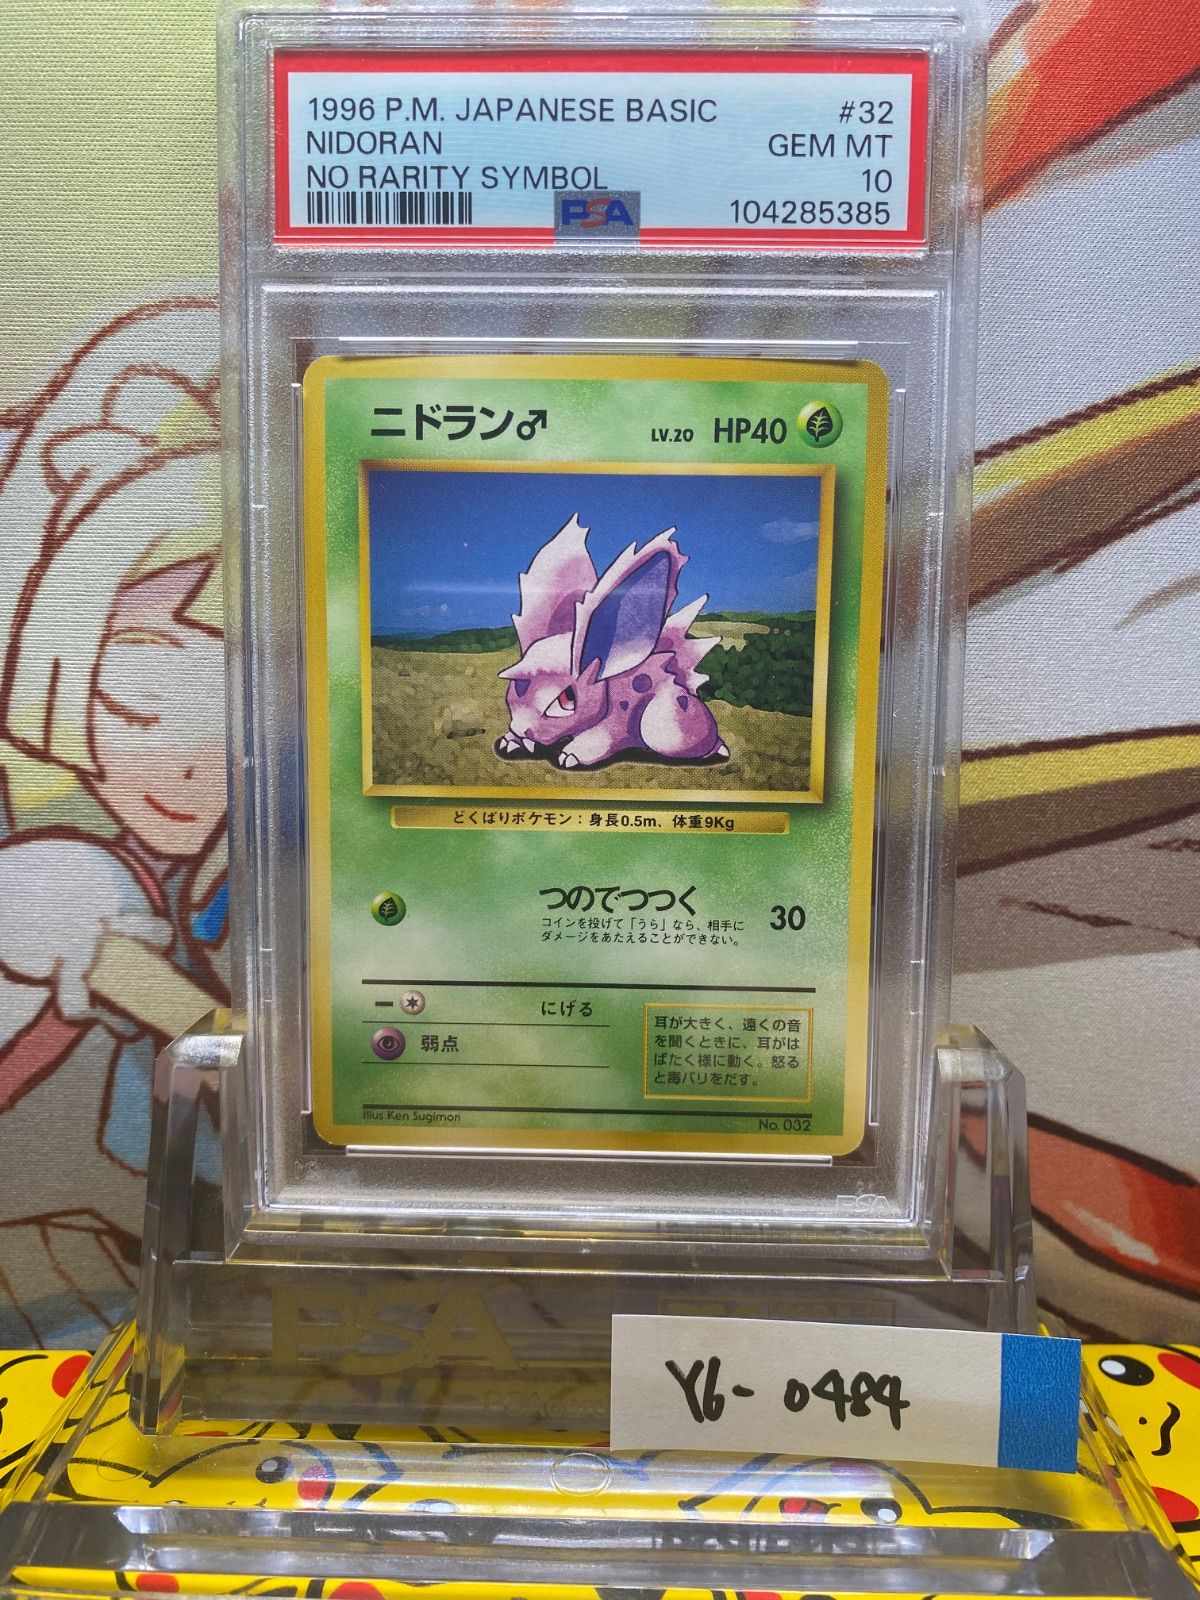 1996 P.M. JAPANESE BASIC #32
NIDORAN GEM MT
NO RARITY SYMBOL 10
PSA 104285385
ニドラン♂ LV.20 HP40
どくばりポケモン：身長0.5m、体重9Kg
つのでつつく 30
コインを投げて「うら」なら、相手に
ダメージをあたえることができない。
にげる
弱点
耳が大きく、遠くの音
を聞くときに、耳がは
ばたく様に動く。怒る
と毒バリをだす。
Illus.Ken Sugimori No. 032
PSA
PSA
Y6-0484